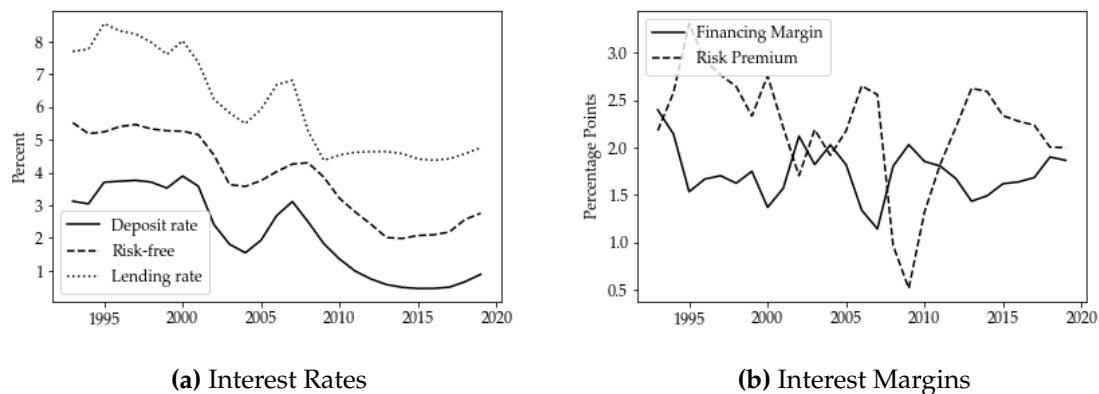 Percent
8
7
6
5
4
3
2
1
Deposit rate
Risk-free
Lending rate
1995 2000 2005 2010 2015 2020
(a) Interest Rates
Percentage Points
3.0
2.5
2.0
1.5
1.0
0.5
Financing Margin
Risk Premium
1995 2000 2005 2010 2015 2020
(b) Interest Margins